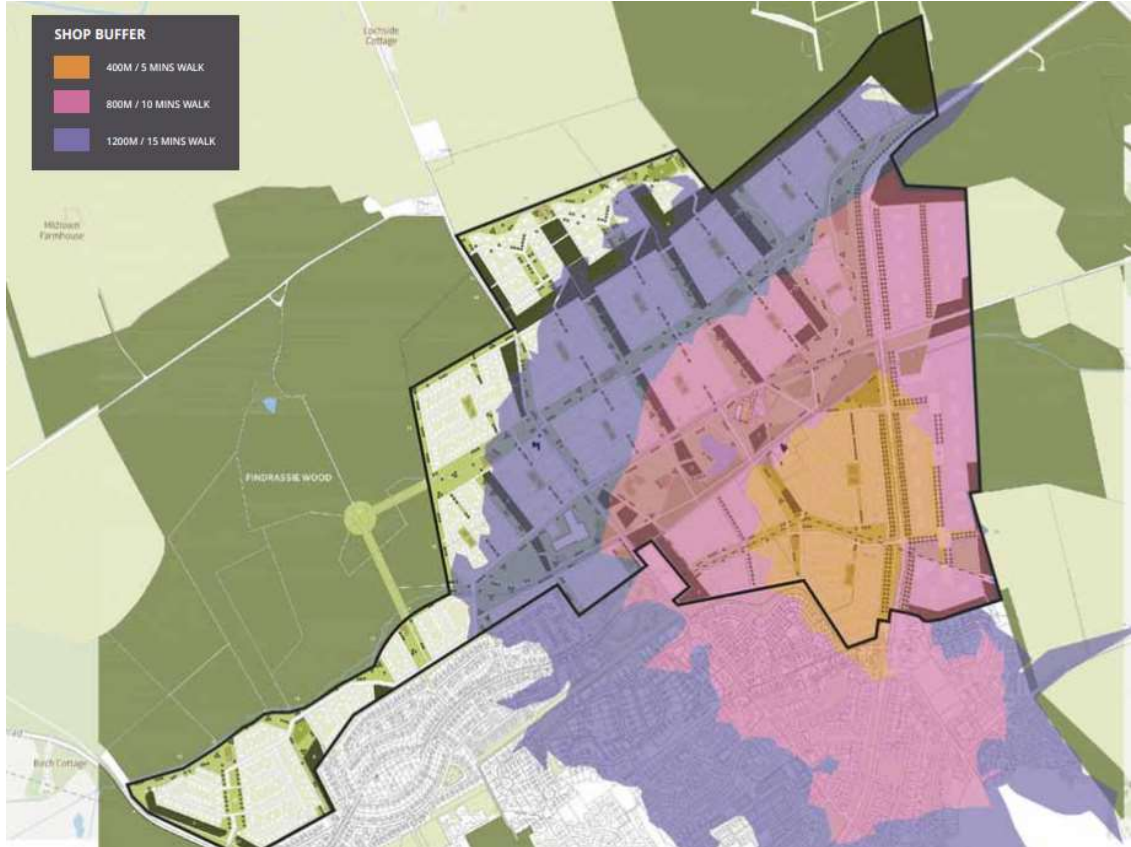 SHOP BUFFER
400M / 5 MINS WALK
800M / 10 MINS WALK
1200M / 15 MINS WALK
Lochside
Cottage
Farmhouse
FINDRASSIE WOOD
Birch Cottage